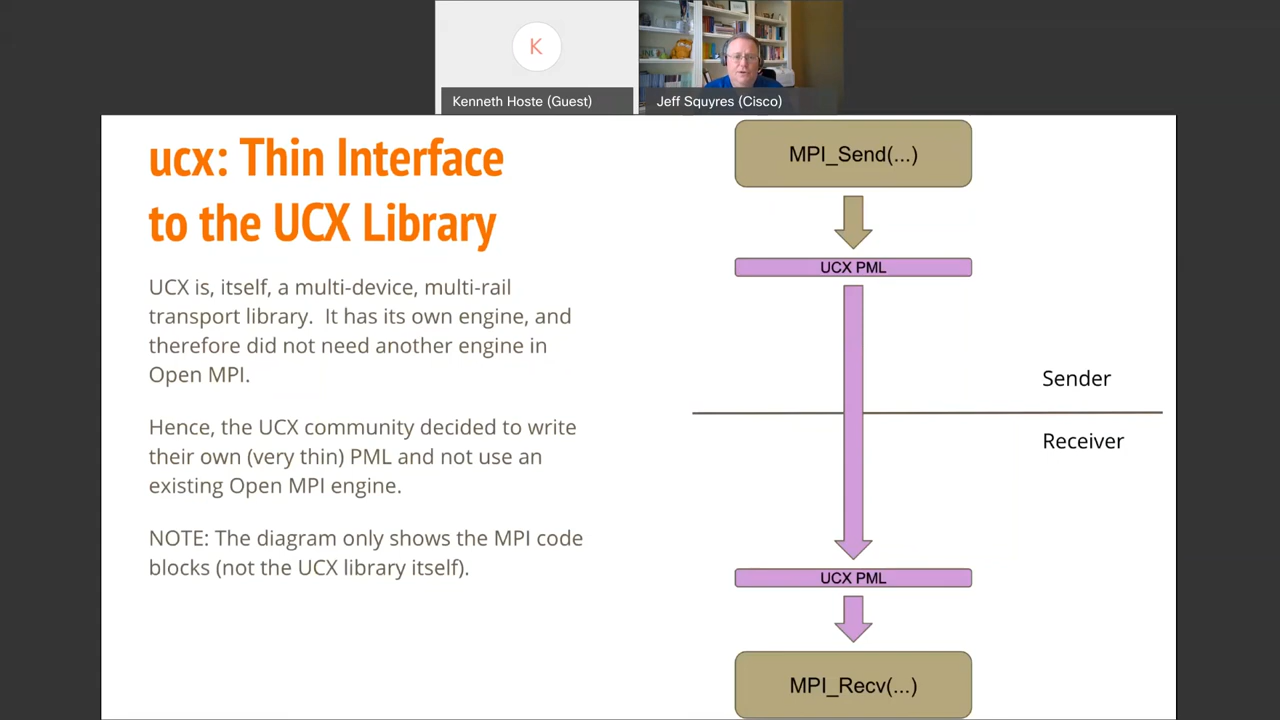 K
Kenneth Hoste (Guest)
Jeff Squyres (Cisco)
ucx: Thin Interface
to the UCX Library
UCX is, itself, a multi-device, multi-rail
transport library.  It has its own engine, and
therefore did not need another engine in
Open MPI.
Hence, the UCX community decided to write
their own (very thin) PML and not use an
existing Open MPI engine.
NOTE: The diagram only shows the MPI code
blocks (not the UCX library itself).
MPI_Send(...)
UCX PML
Sender
Receiver
UCX PML
MPI_Recv(...)